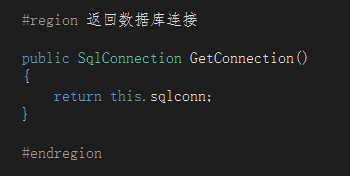 #region 返回数据库连接
public SqlConnection GetConnection()
{
    return this.sqlconn;
}
#endregion